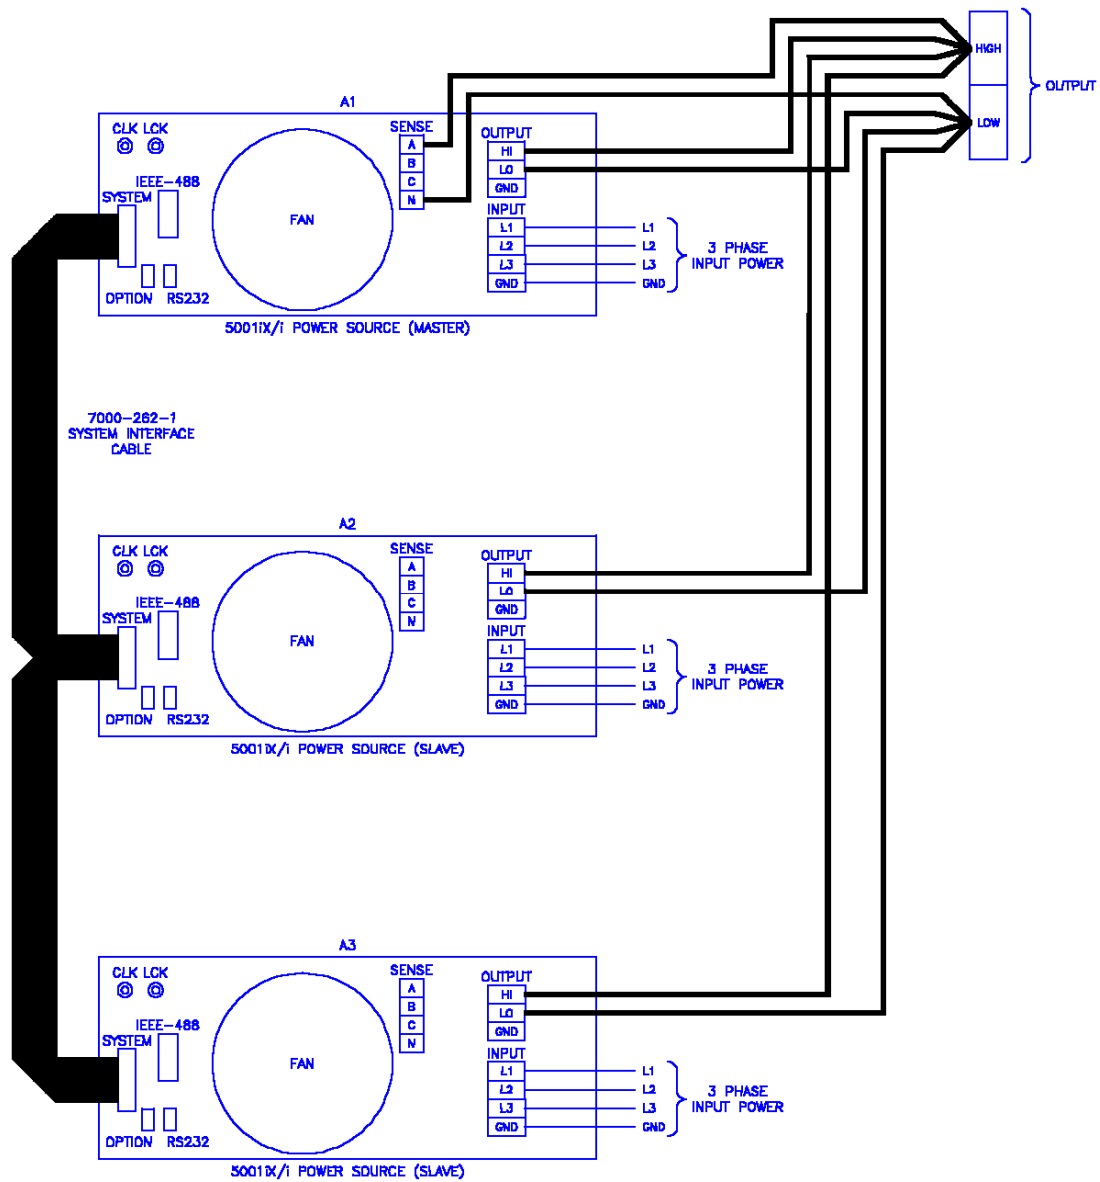 HIGH
OUTPUT
LOW
A1
CLK LCK
SENSE
A
B
C
N
OUTPUT
HI
LO
GND
IEEE-488
SYSTEM
FAN
INPUT
L1 L1
L2 L2
L3 L3
GND GND
3 PHASE
INPUT POWER
OPTION RS232
5001iX/i POWER SOURCE (MASTER)
7000-262-1
SYSTEM INTERFACE
CABLE
A2
CLK LCK
SENSE
A
B
C
N
OUTPUT
HI
LO
GND
IEEE-488
SYSTEM
FAN
INPUT
L1 L1
L2 L2
L3 L3
GND GND
3 PHASE
INPUT POWER
OPTION RS232
5001iX/i POWER SOURCE (SLAVE)
A3
CLK LCK
SENSE
A
B
C
N
OUTPUT
HI
LO
GND
IEEE-488
SYSTEM
FAN
INPUT
L1 L1
L2 L2
L3 L3
GND GND
3 PHASE
INPUT POWER
OPTION RS232
5001iX/i POWER SOURCE (SLAVE)